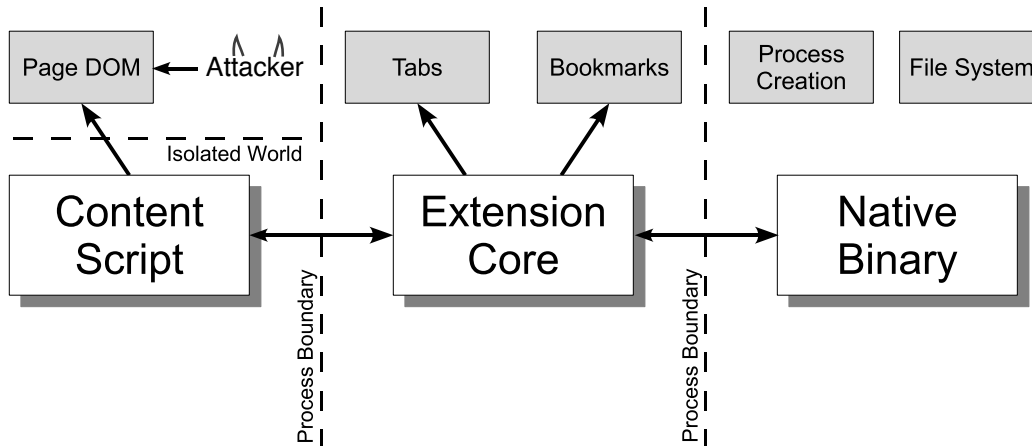 Page DOM
Attacker
Tabs
Bookmarks
Process
Creation
File System
Isolated World
Content
Script
Extension
Core
Native
Binary
Process Boundary
Process Boundary